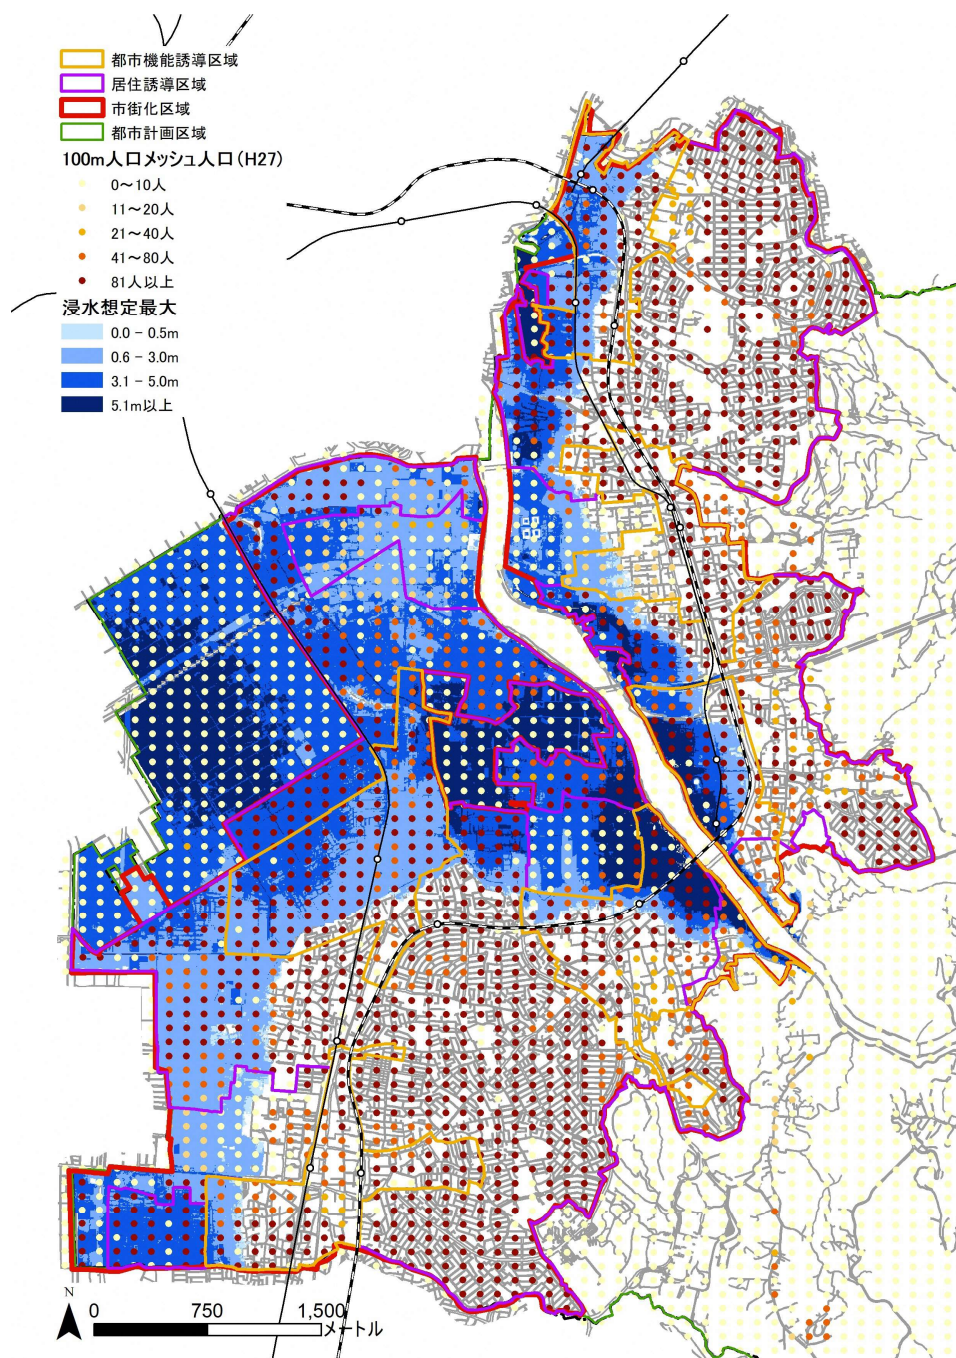 都市機能誘導区域
居住誘導区域
市街化区域
都市計画区域
100m人口メッシュ人口(H27)
0～10人
11～20人
21～40人
41～80人
81人以上
浸水想定最大
0.0 - 0.5m
0.6 - 3.0m
3.1 - 5.0m
5.1m以上
N
0 750 1,500
メートル